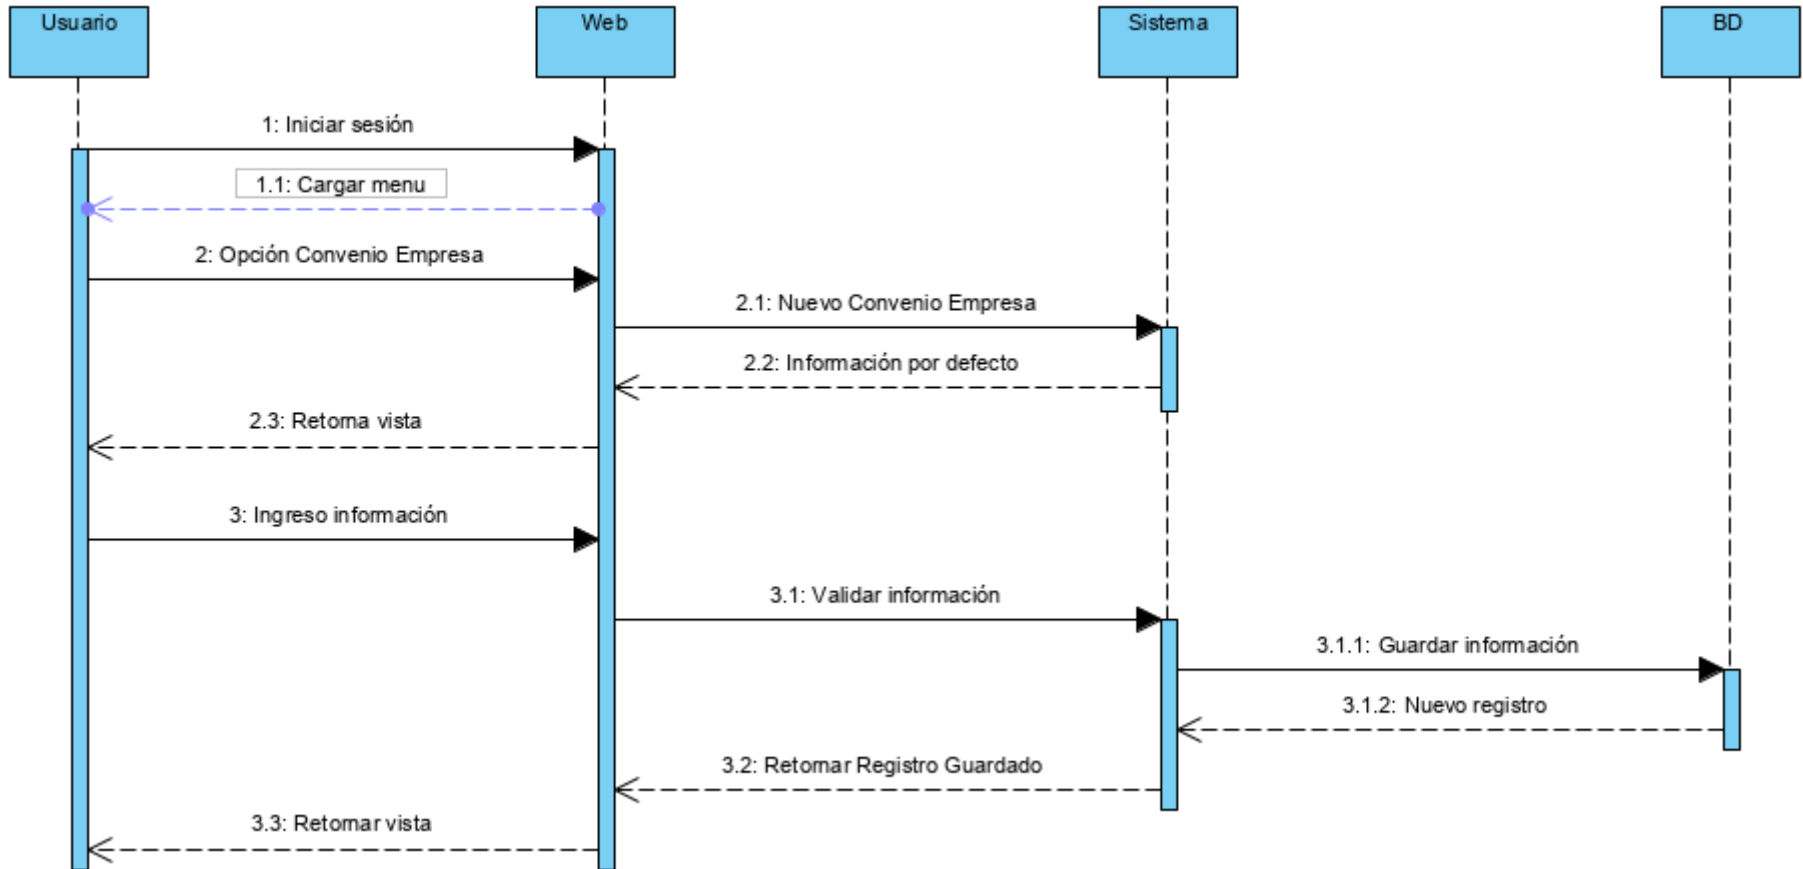 Usuario
Web
Sistema
BD
1: Iniciar sesión
1.1: Cargar menu
2: Opción Convenio Empresa
2.1: Nuevo Convenio Empresa
2.2: Información por defecto
2.3: Retorna vista
3: Ingreso información
3.1: Validar información
3.1.1: Guardar información
3.1.2: Nuevo registro
3.2: Retornar Registro Guardado
3.3: Retornar vista